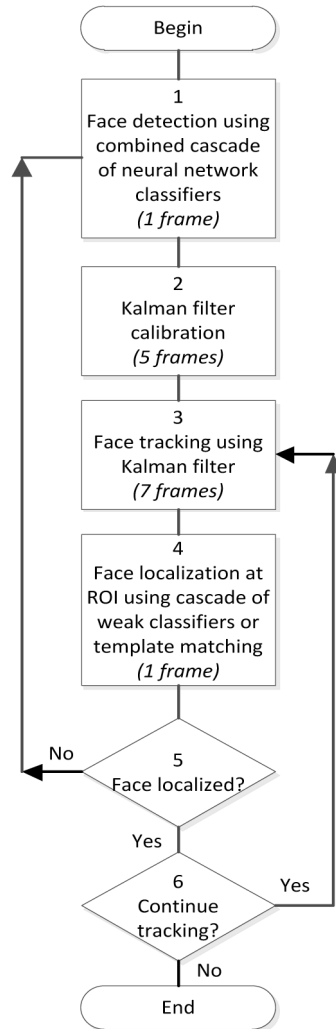 Begin
1
Face detection using
combined cascade
of neural network
classifiers
(1 frame)
2
Kalman filter
calibration
(5 frames)
3
Face tracking using
Kalman filter
(7 frames)
4
Face localization at
ROI using cascade of
weak classifiers or
template matching
(1 frame)
No
5
Face localized?
Yes
6
Continue
tracking?
Yes
No
End